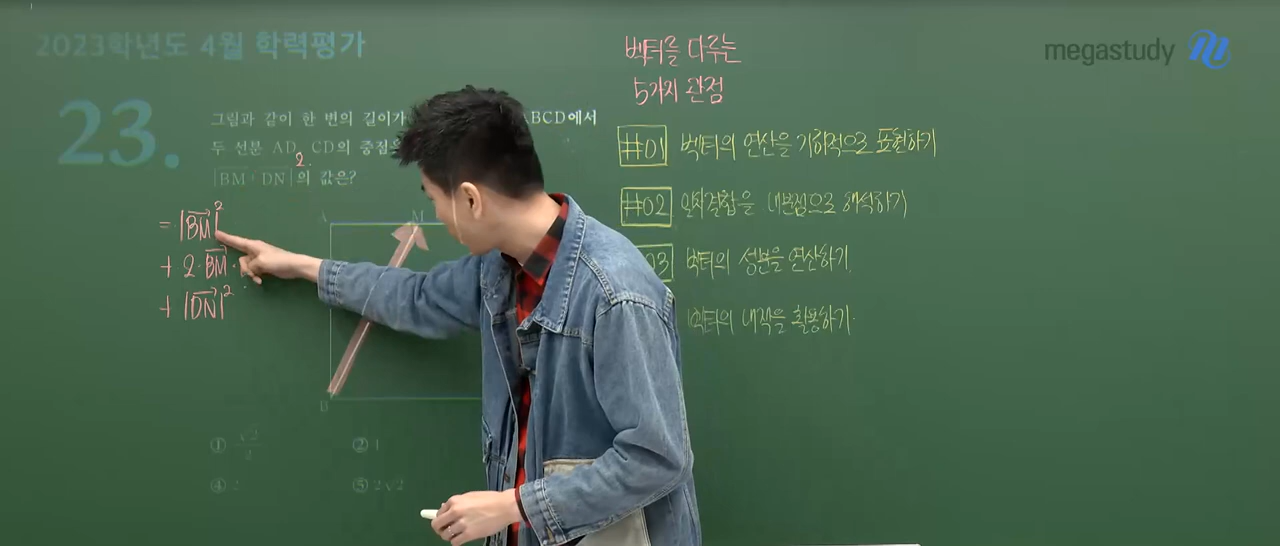 2023학년도 4월 학력평가
23.
그림과 같이 한 변의 길이가 ABCD에서
두 선분 AD, CD의 중점을
|BM + DN|² 의 값은?
= |BM|²
+ 2·BM·
+ |DN|²
A M
B
① √2/2 ② 1
④ 2 ⑤ 2√2
벡터를 다루는
5가지 관점
#01 벡터의 연산을 기하적으로 표현하기
#02 일차결합을 내분점으로 해석하기
03 벡터의 성분을 연산하기.
벡터의 내적을 활용하기.
megastudy